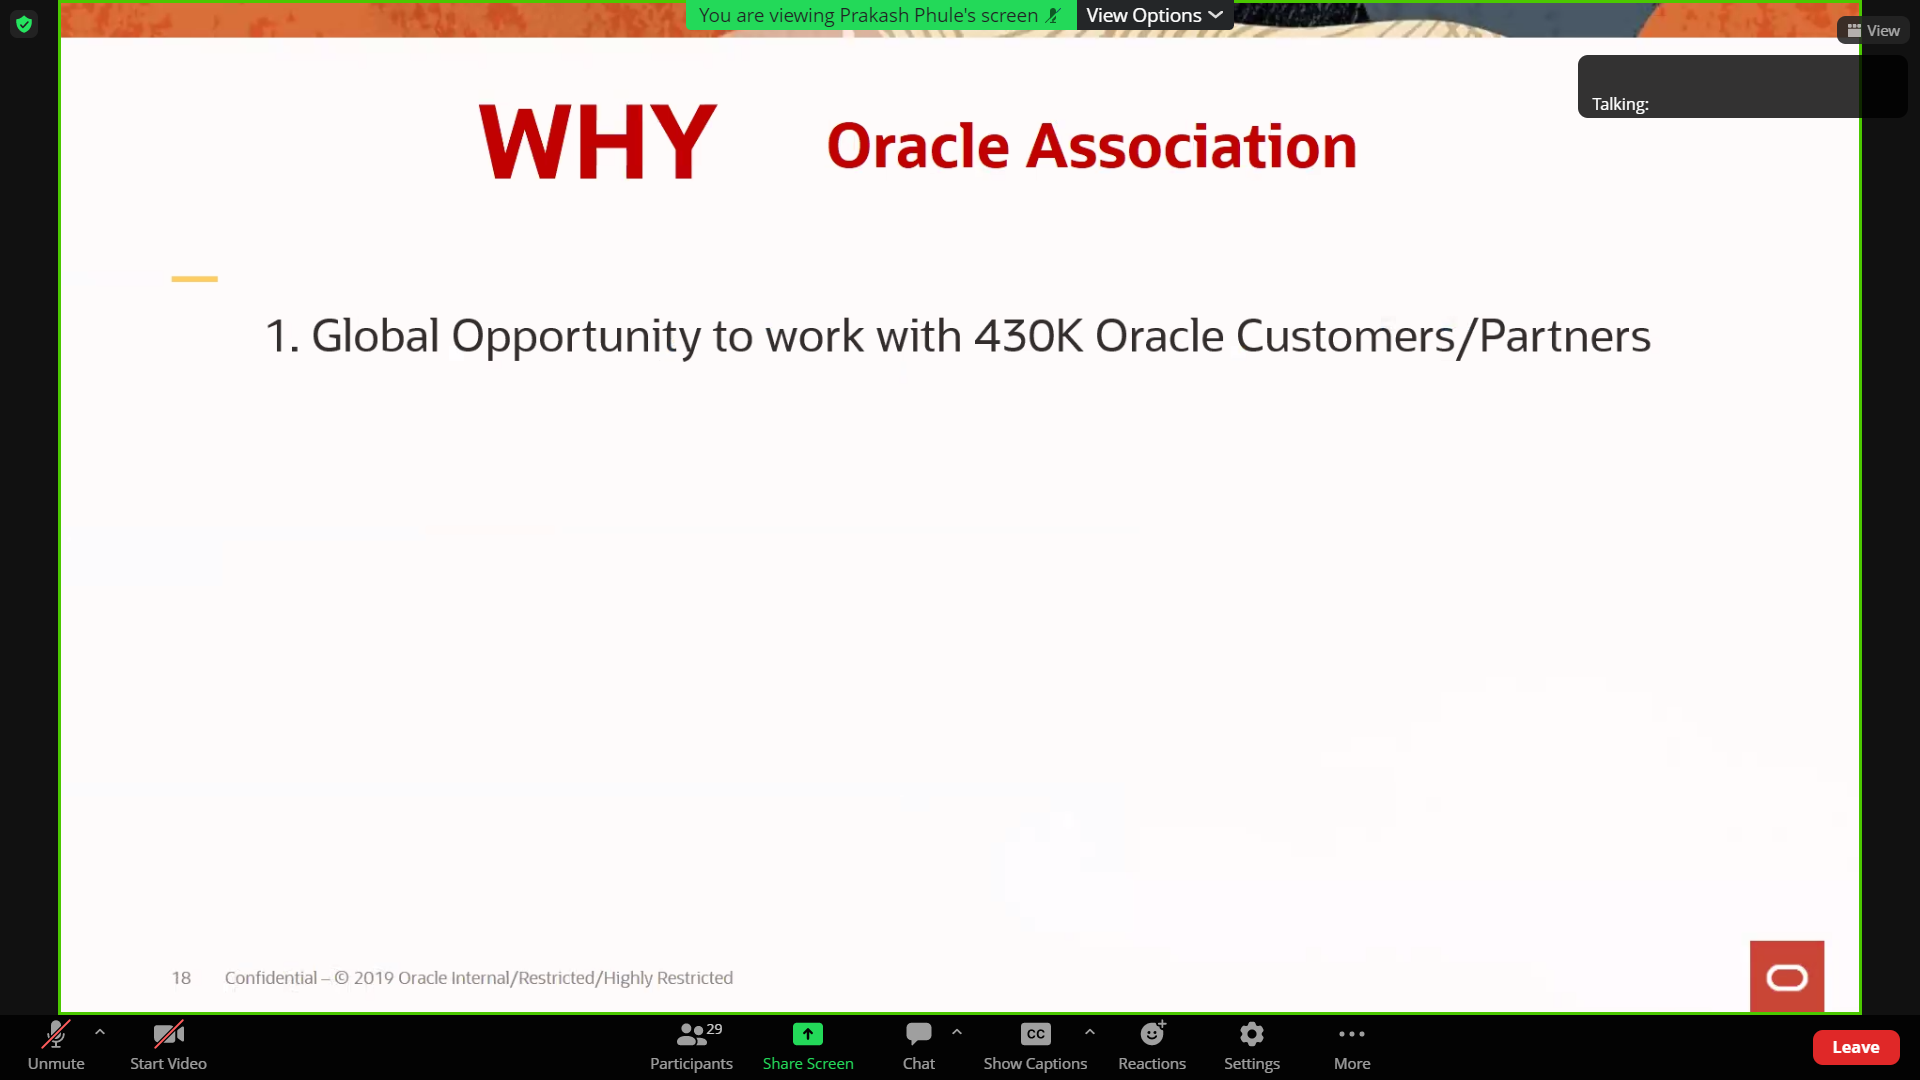 You are viewing Prakash Phule's screen
View Options
View
Talking:
WHY Oracle Association
1. Global Opportunity to work with 430K Oracle Customers/Partners
18 Confidential – © 2019 Oracle Internal/Restricted/Highly Restricted
29
CC
Unmute
Start Video
Participants
Share Screen
Chat
Show Captions
Reactions
Settings
More
Leave